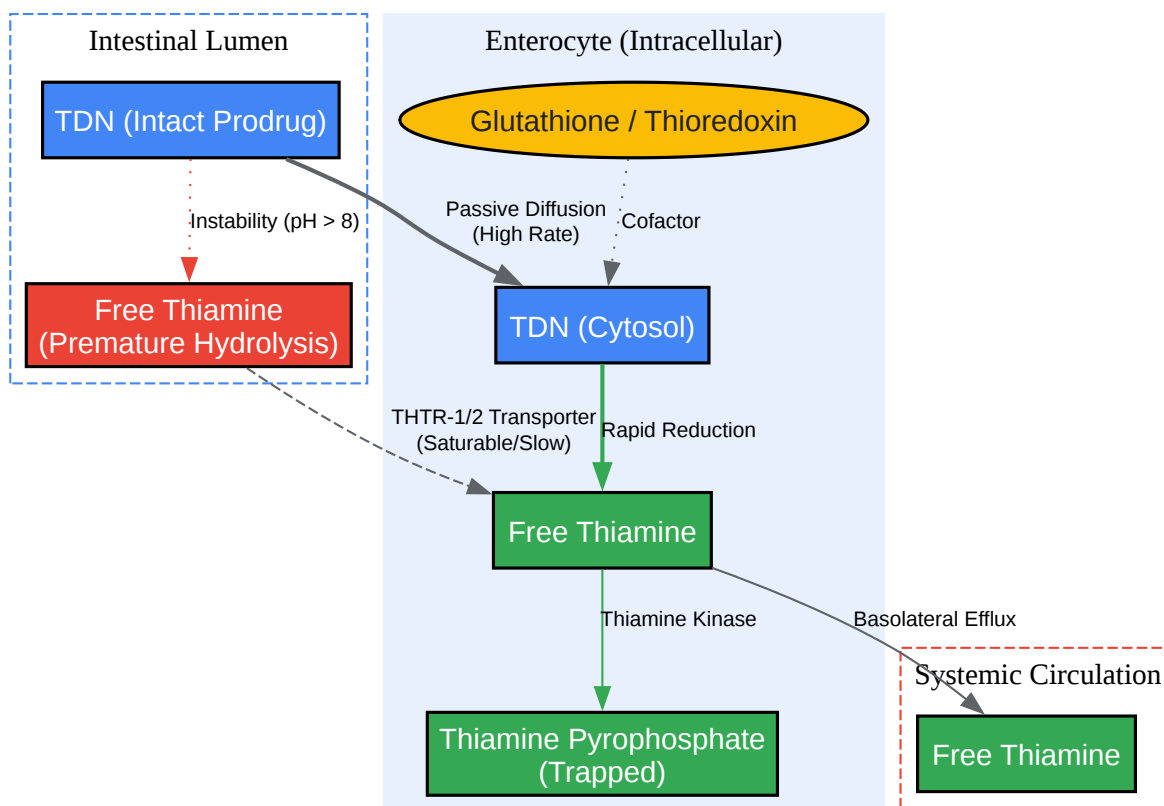 Intestinal Lumen
Enterocyte (Intracellular)
TDN (Intact Prodrug)
Glutathione / Thioredoxin
Instability (pH > 8)
Passive Diffusion
(High Rate)
Cofactor
Free Thiamine
(Premature Hydrolysis)
TDN (Cytosol)
THTR-1/2 Transporter
(Saturable/Slow)
Rapid Reduction
Free Thiamine
Thiamine Kinase
Basolateral Efflux
Systemic Circulation
Thiamine Pyrophosphate
(Trapped)
Free Thiamine